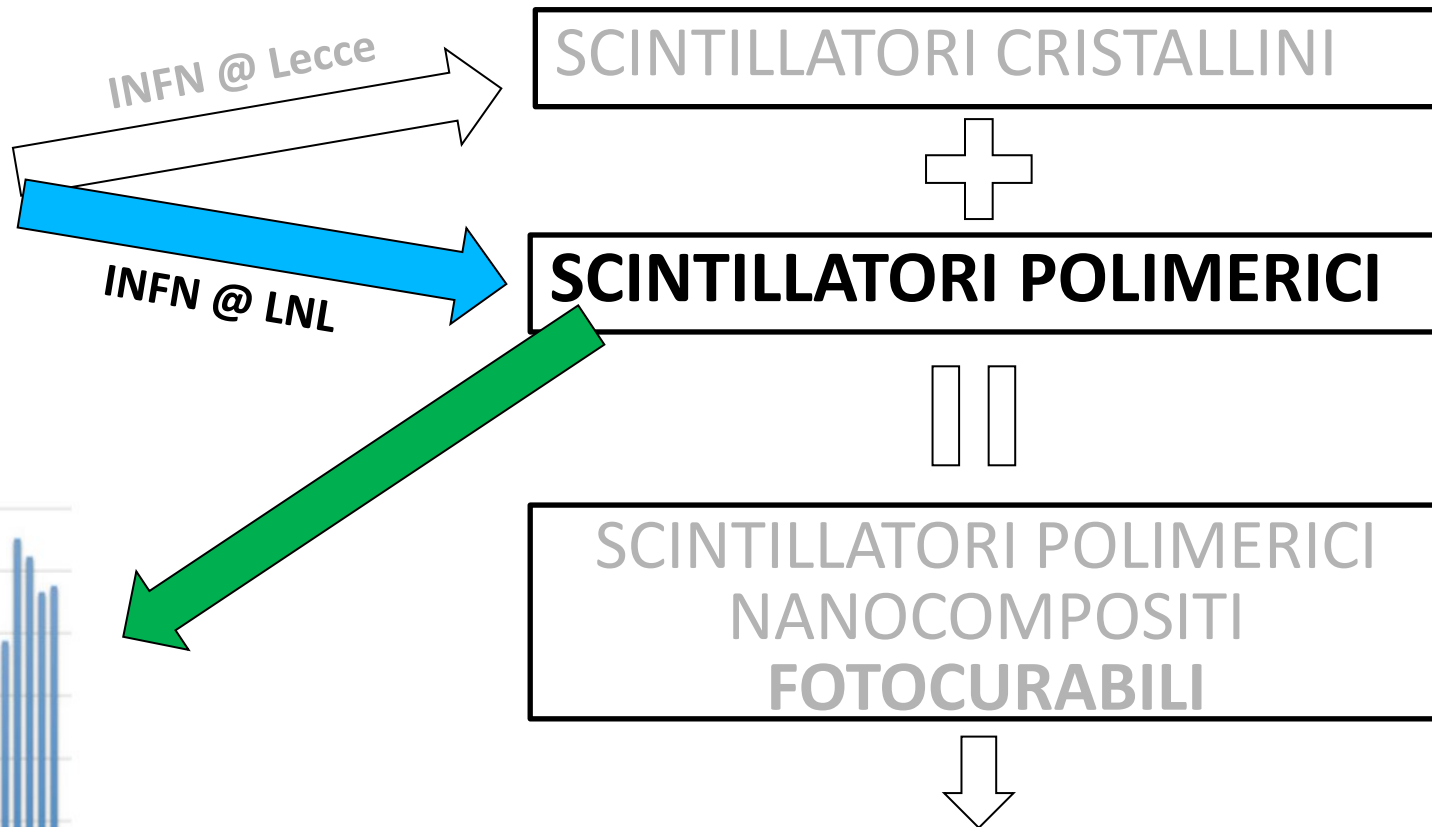 INFN @ Lecce
SCINTILLATORI CRISTALLINI
INFN @ LNL
SCINTILLATORI POLIMERICI
SCINTILLATORI POLIMERICI
NANOCOMPOSITI
FOTOCURABILI